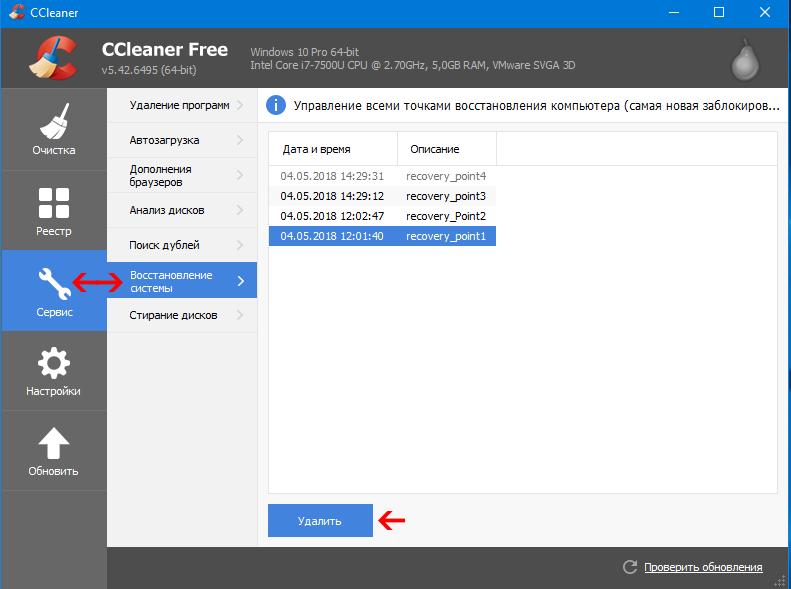 CCleaner
CCleaner Free
v5.42.6495 (64-bit)
Windows 10 Pro 64-bit
Intel Core i7-7500U CPU @ 2.70GHz, 5,0GB RAM, VMware SVGA 3D
Очистка
Реестр
Сервис
Настройки
Обновить
Удаление программ
Автозагрузка
Дополнения
браузеров
Анализ дисков
Поиск дублей
Восстановление
системы
Стирание дисков
i Управление всеми точками восстановления компьютера (самая новая заблокиров...
Дата и время Описание
04.05.2018 14:29:31 recovery_point4
04.05.2018 14:29:12 recovery_point3
04.05.2018 12:02:47 recovery_Point2
04.05.2018 12:01:40 recovery_point1
Удалить
Проверить обновления